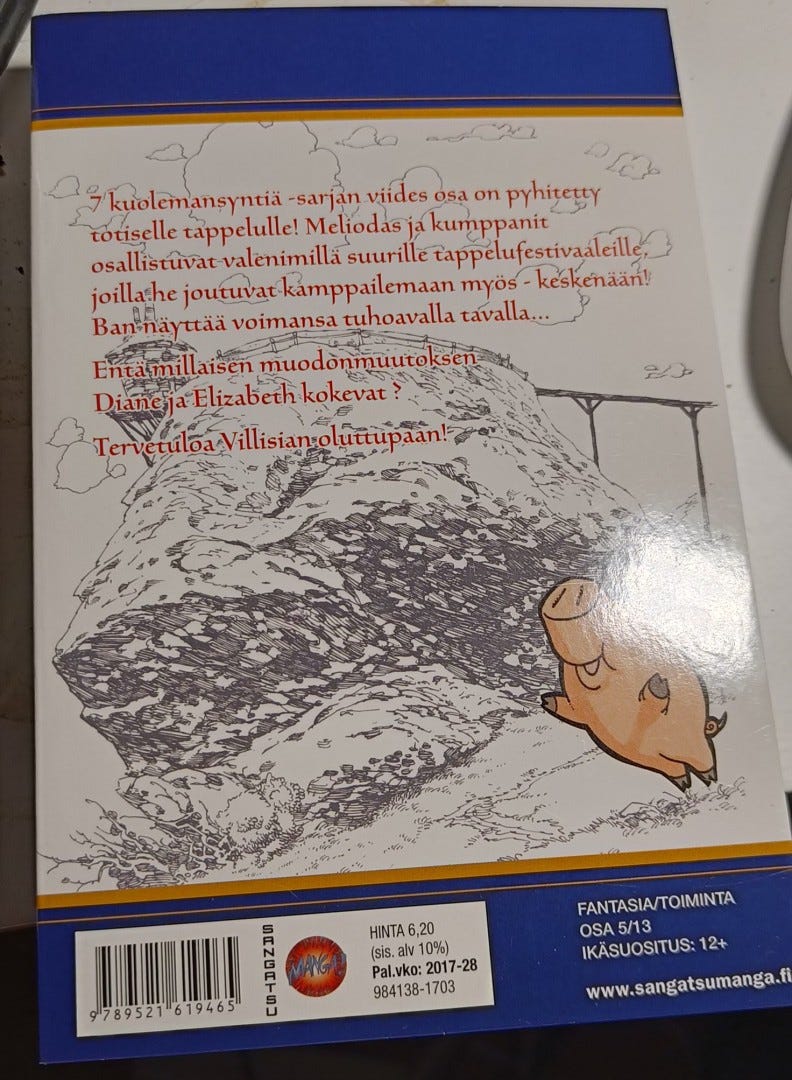 7 kuolemansyntiä -sarjan viides osa on pyhitetty
totiselle tappelulle! Meliodas ja kumppanit
osallistuvat valenimillä suurille tappelufestivaaleille,
joilla he joutuvat kamppailemaan myös - keskenään!
Ban näyttää voimansa tuhoavalla tavalla...
Entä millaisen muodonmuutoksen
Diane ja Elizabeth kokevat ?
Tervetuloa Villisian oluttupaan!
9 789521 619465
SANGATSU
MANGA!
HINTA 6,20
(sis. alv 10%)
Pal.vko: 2017-28
984138-1703
FANTASIA/TOIMINTA
OSA 5/13
IKÄSUOSITUS: 12+
www.sangatsumanga.fi